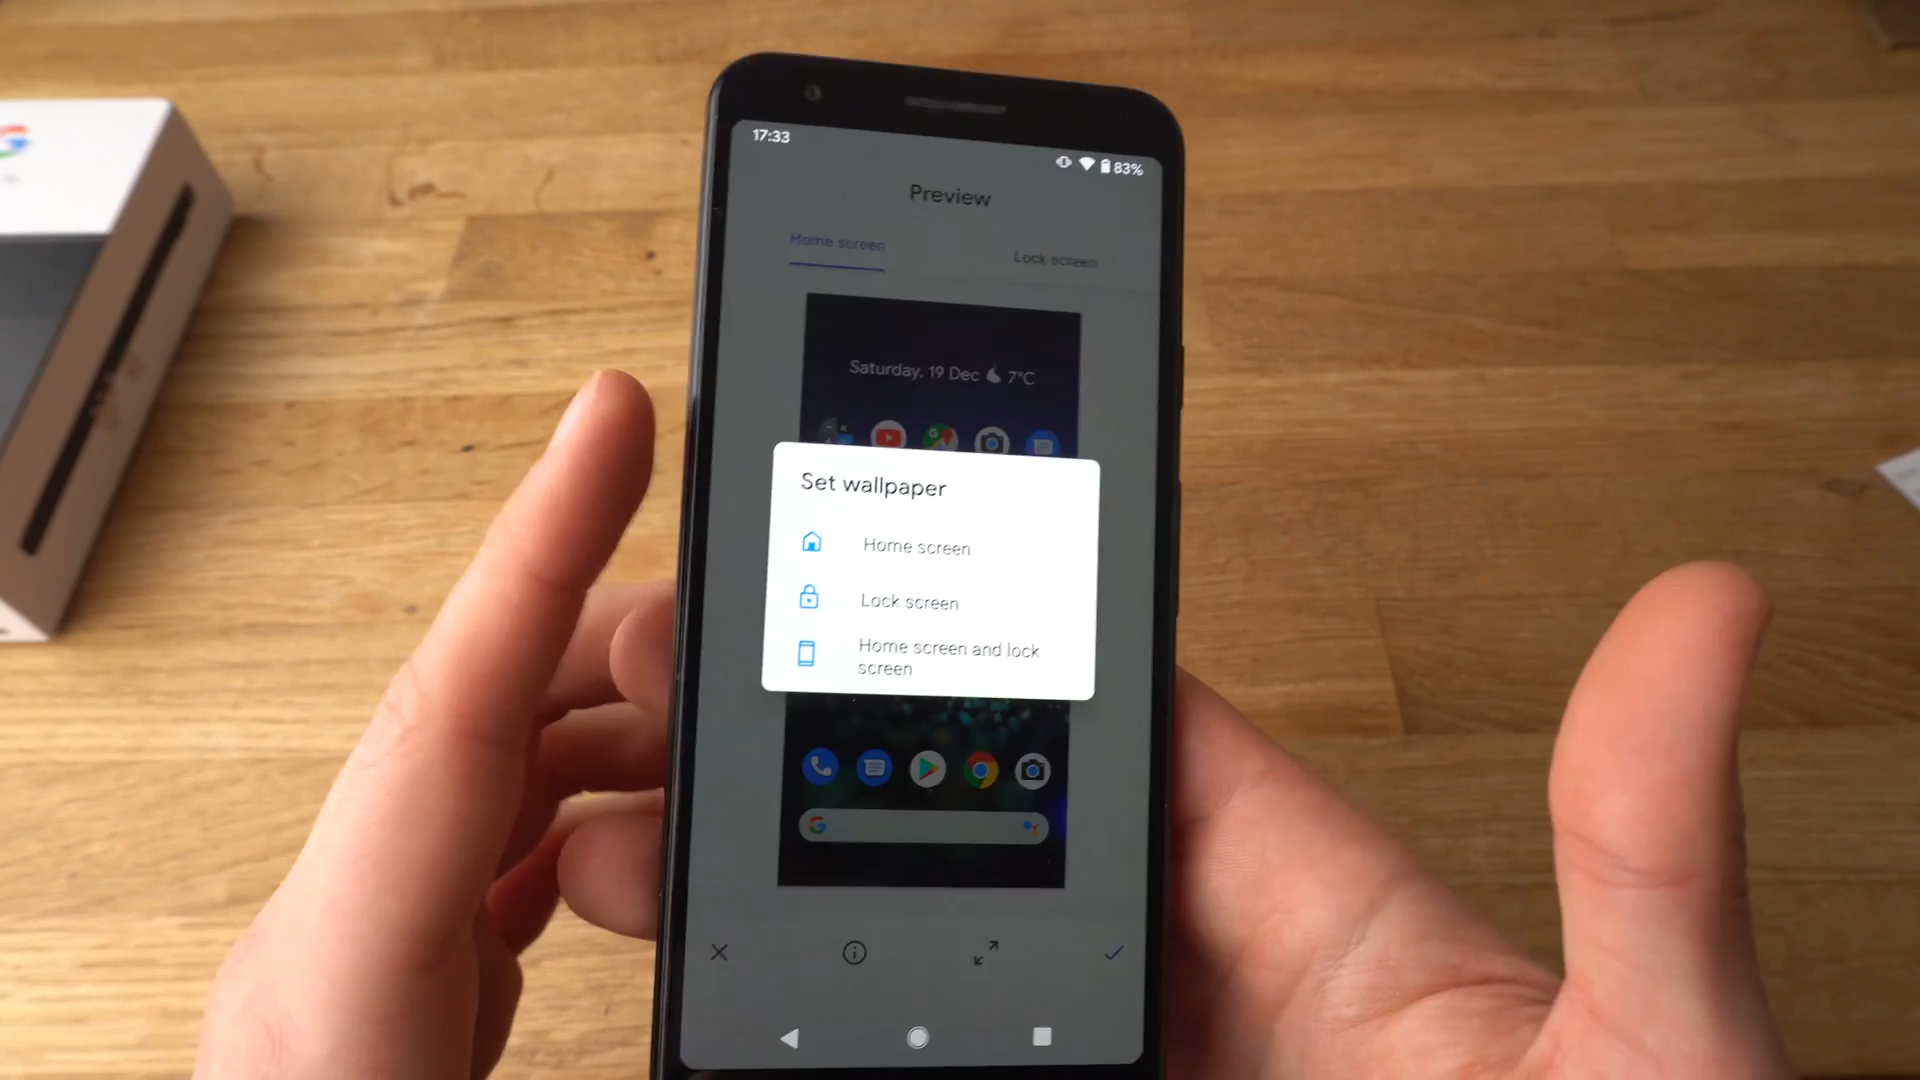 17:33
83%
Preview
Home screen
Lock screen
Saturday, 19 Dec 7°C
Set wallpaper
Home screen
Lock screen
Home screen and lock
screen